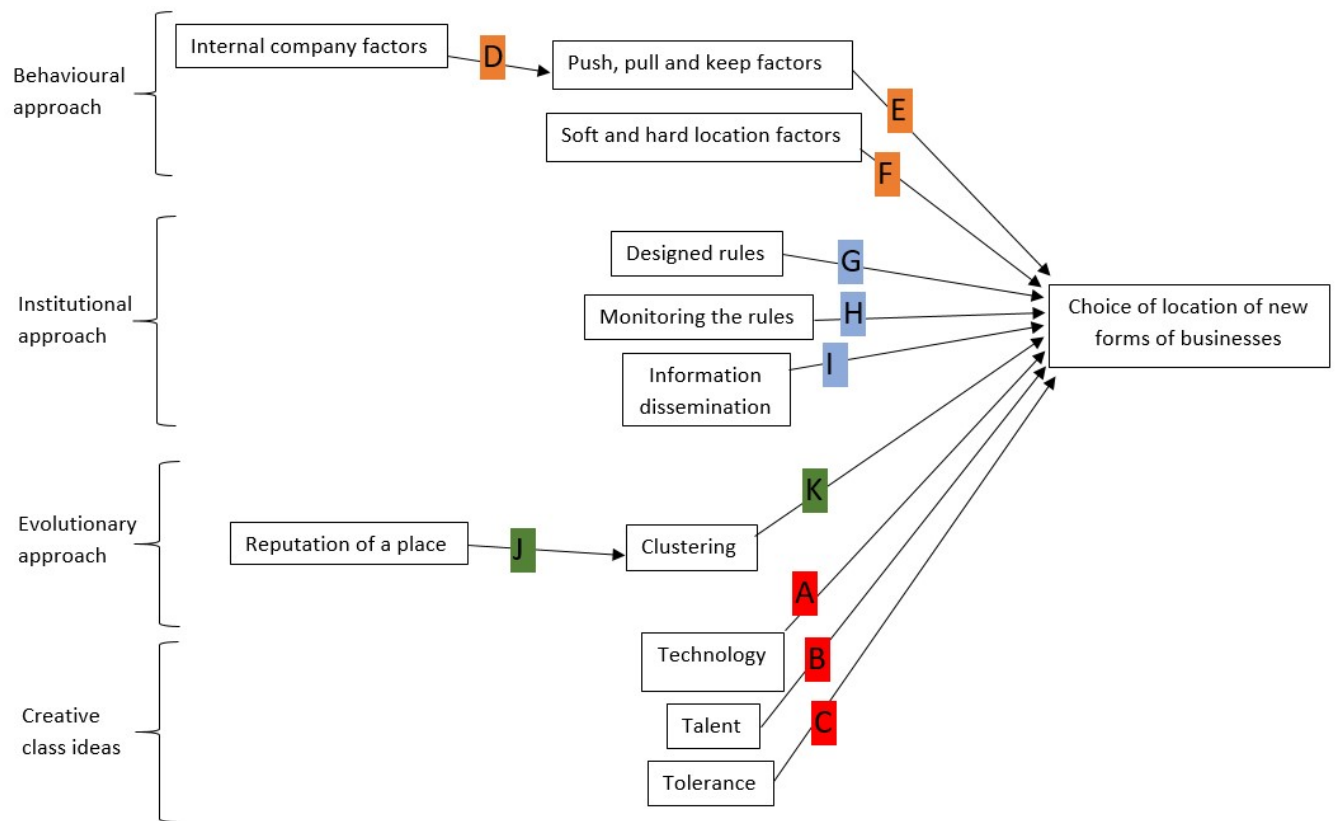 Behavioural
approach
Internal company factors
D
Push, pull and keep factors
E
Soft and hard location factors
F
Institutional
approach
Designed rules
G
Monitoring the rules
H
Information
dissemination
I
Choice of location of new
forms of businesses
Evolutionary
approach
Reputation of a place
J
Clustering
K
Creative
class ideas
Technology
A
Talent
B
Tolerance
C